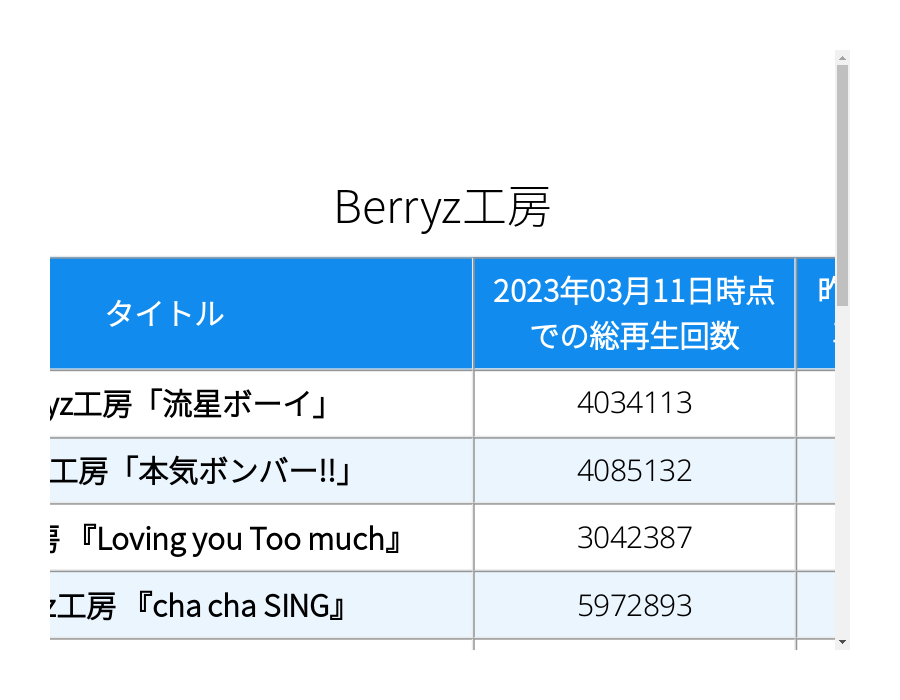 Berryz工房
タイトル
2023年03月11日時点
での総再生回数
yz工房「流星ボーイ」
4034113
工房「本気ボンバー!!」
4085132
房 『Loving you Too much』
3042387
z工房 『cha cha SING』
5972893